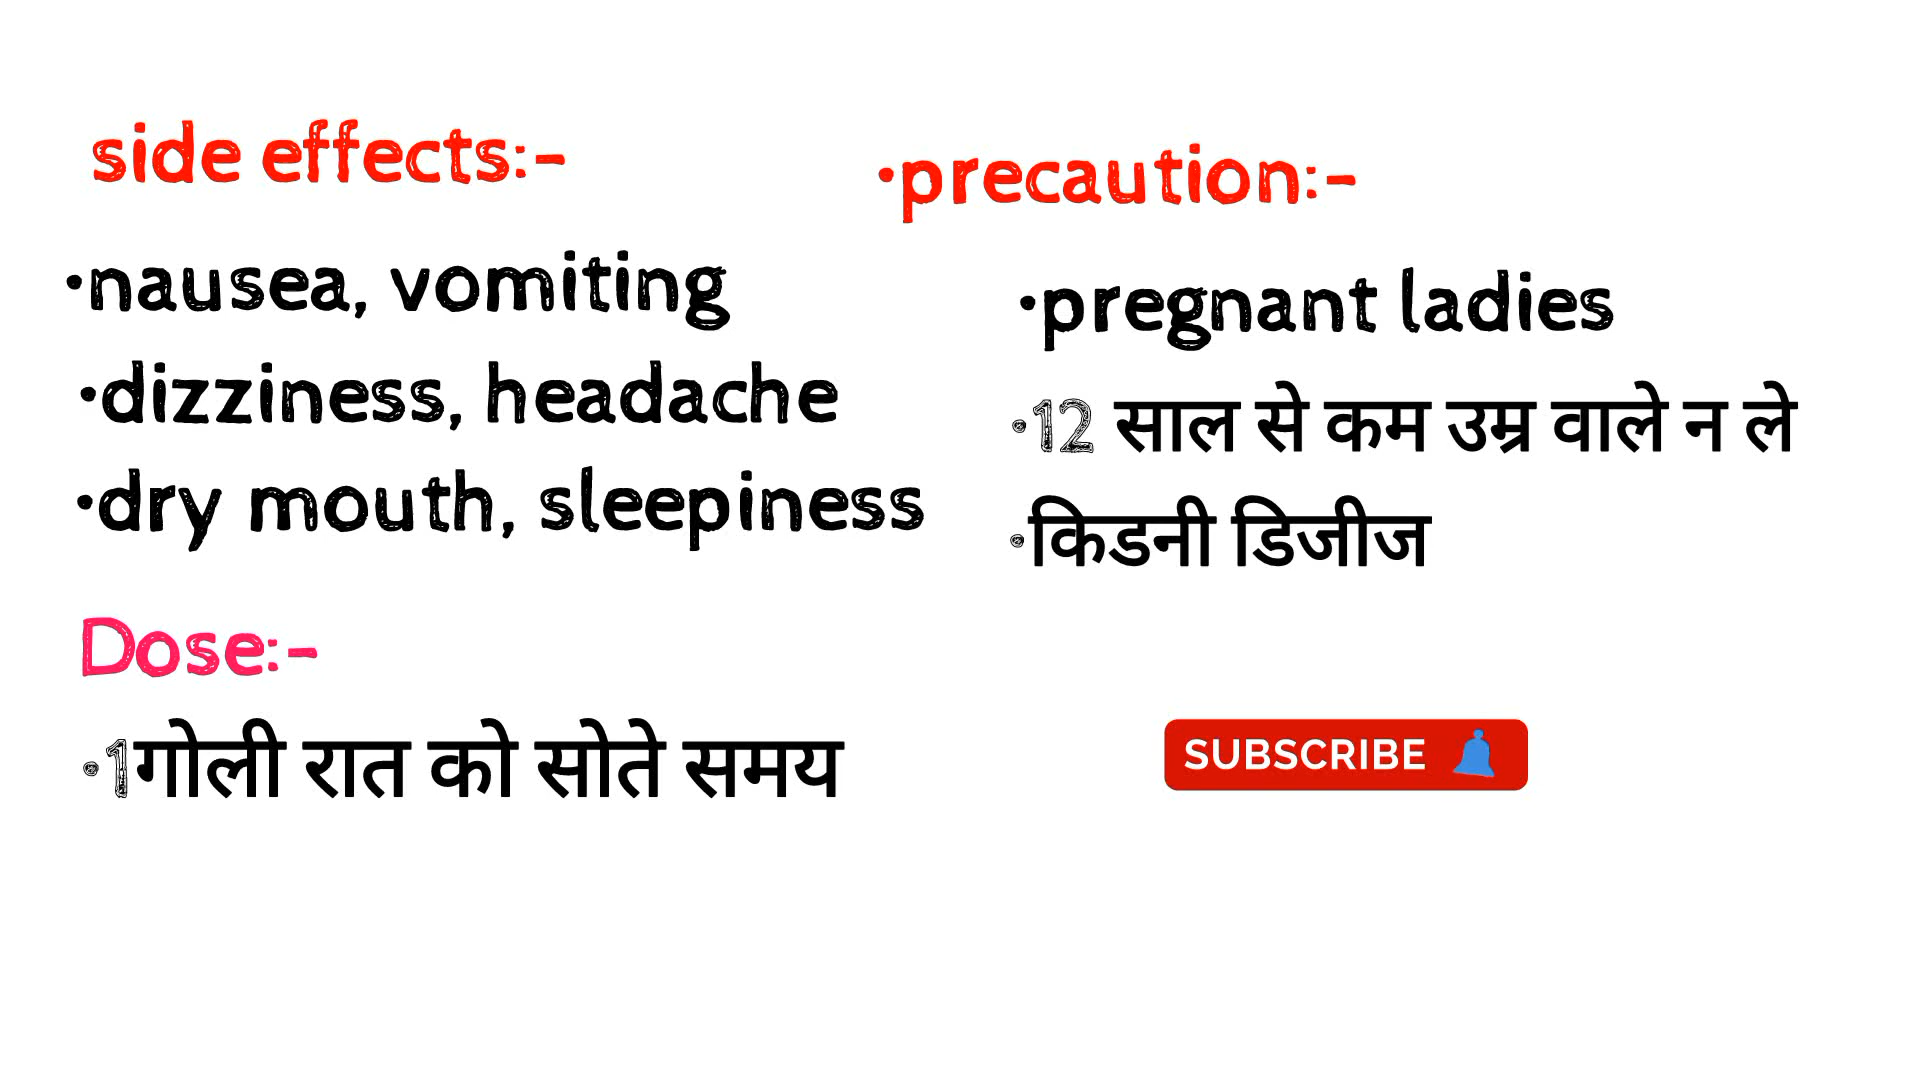 side effects:-
•nausea, vomiting
•dizziness, headache
•dry mouth, sleepiness
Dose:-
•1गोली रात को सोते समय
•precaution:-
•pregnant ladies
•12 साल से कम उम्र वाले न ले
•किडनी डिजीज
SUBSCRIBE